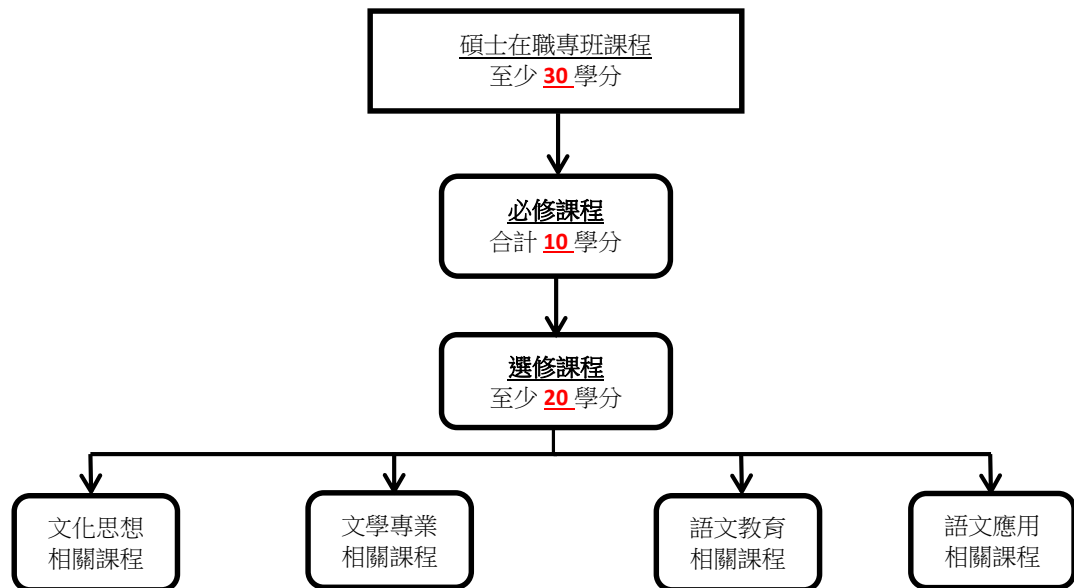 碩士在職專班課程
至少 30 學分
必修課程
合計 10 學分
選修課程
至少 20 學分
文化思想
相關課程
文學專業
相關課程
語文教育
相關課程
語文應用
相關課程